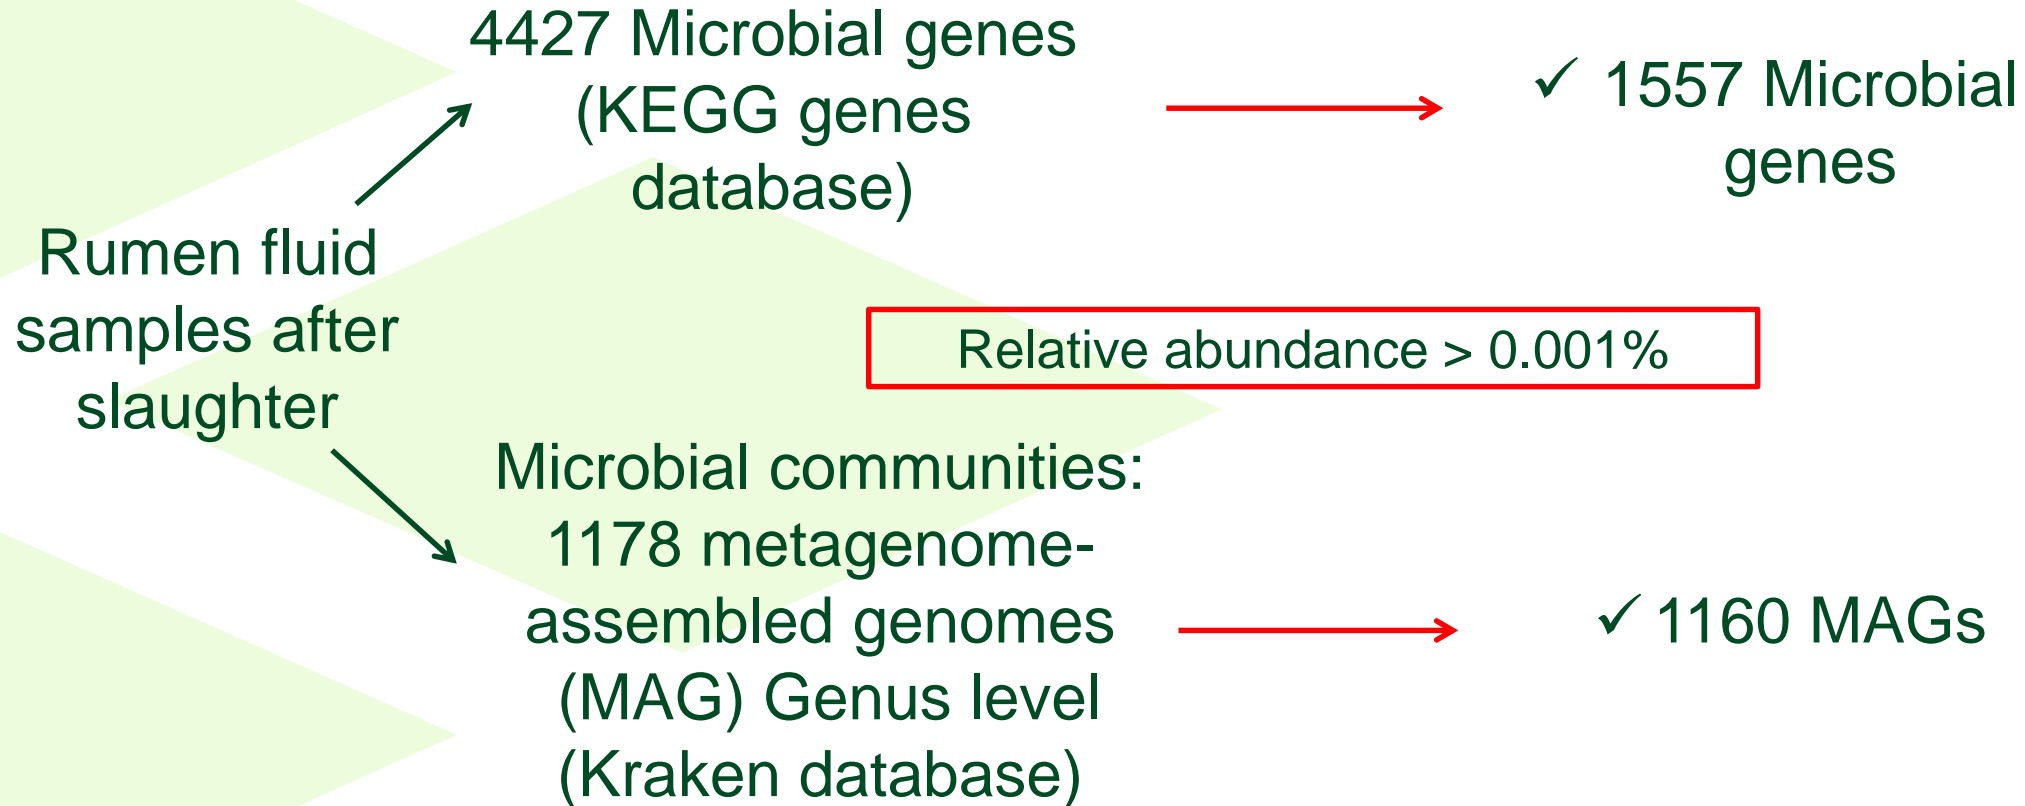 Rumen fluid
samples after
slaughter
4427 Microbial genes
(KEGG genes
database)
✓ 1557 Microbial
genes
Relative abundance > 0.001%
Microbial communities:
1178 metagenome-
assembled genomes
(MAG) Genus level
(Kraken database)
✓ 1160 MAGs